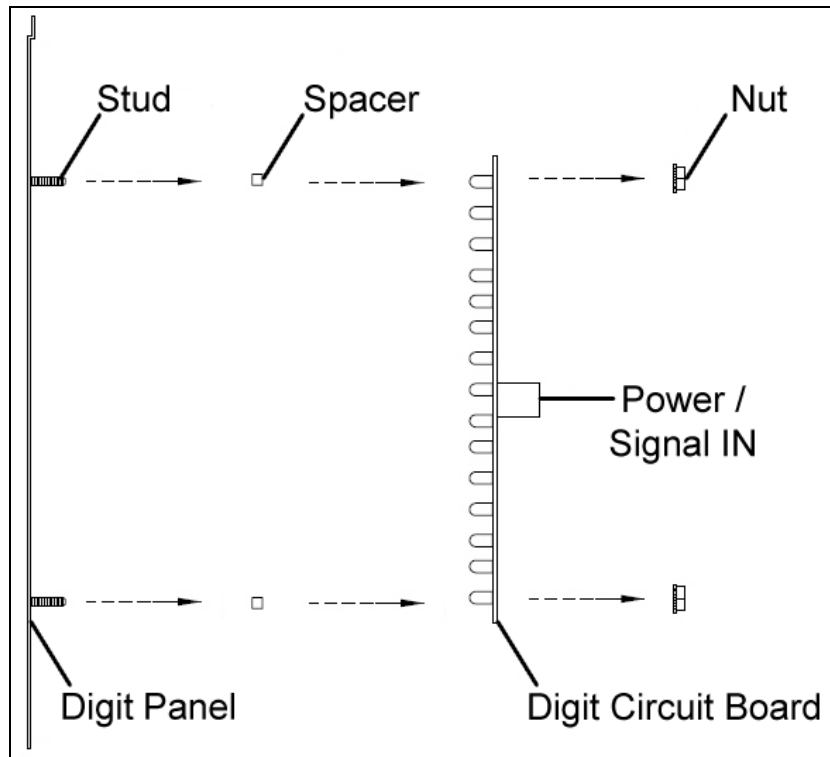 Stud
Spacer
Nut
Power /
Signal IN
Digit Panel
Digit Circuit Board